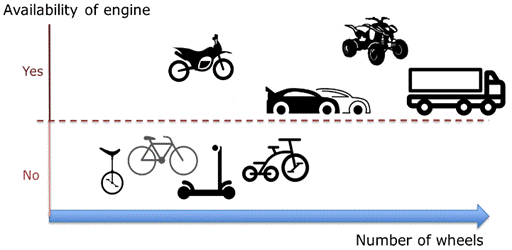 Availability of engine
Yes
No
Number of wheels